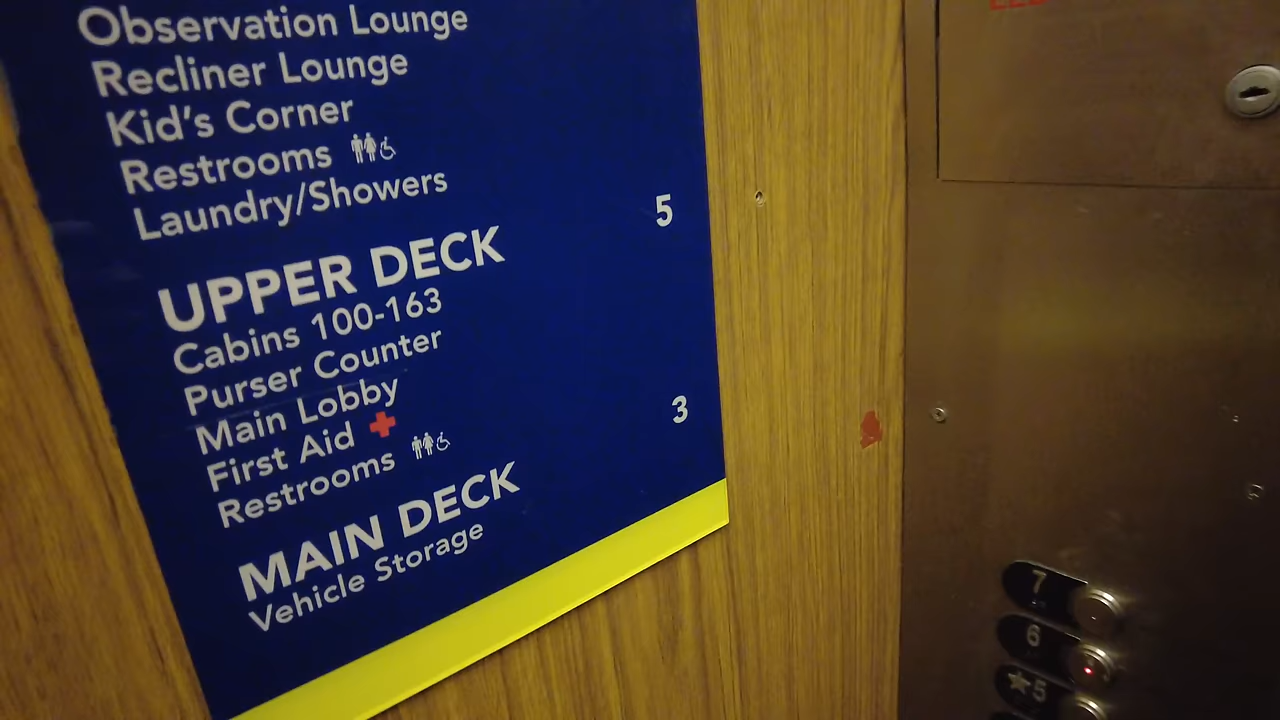 Observation Lounge
Recliner Lounge
Kid's Corner
Restrooms
Laundry/Showers
UPPER DECK 5
Cabins 100-163
Purser Counter
Main Lobby
First Aid
Restrooms
MAIN DECK 3
Vehicle Storage
7
6
★5